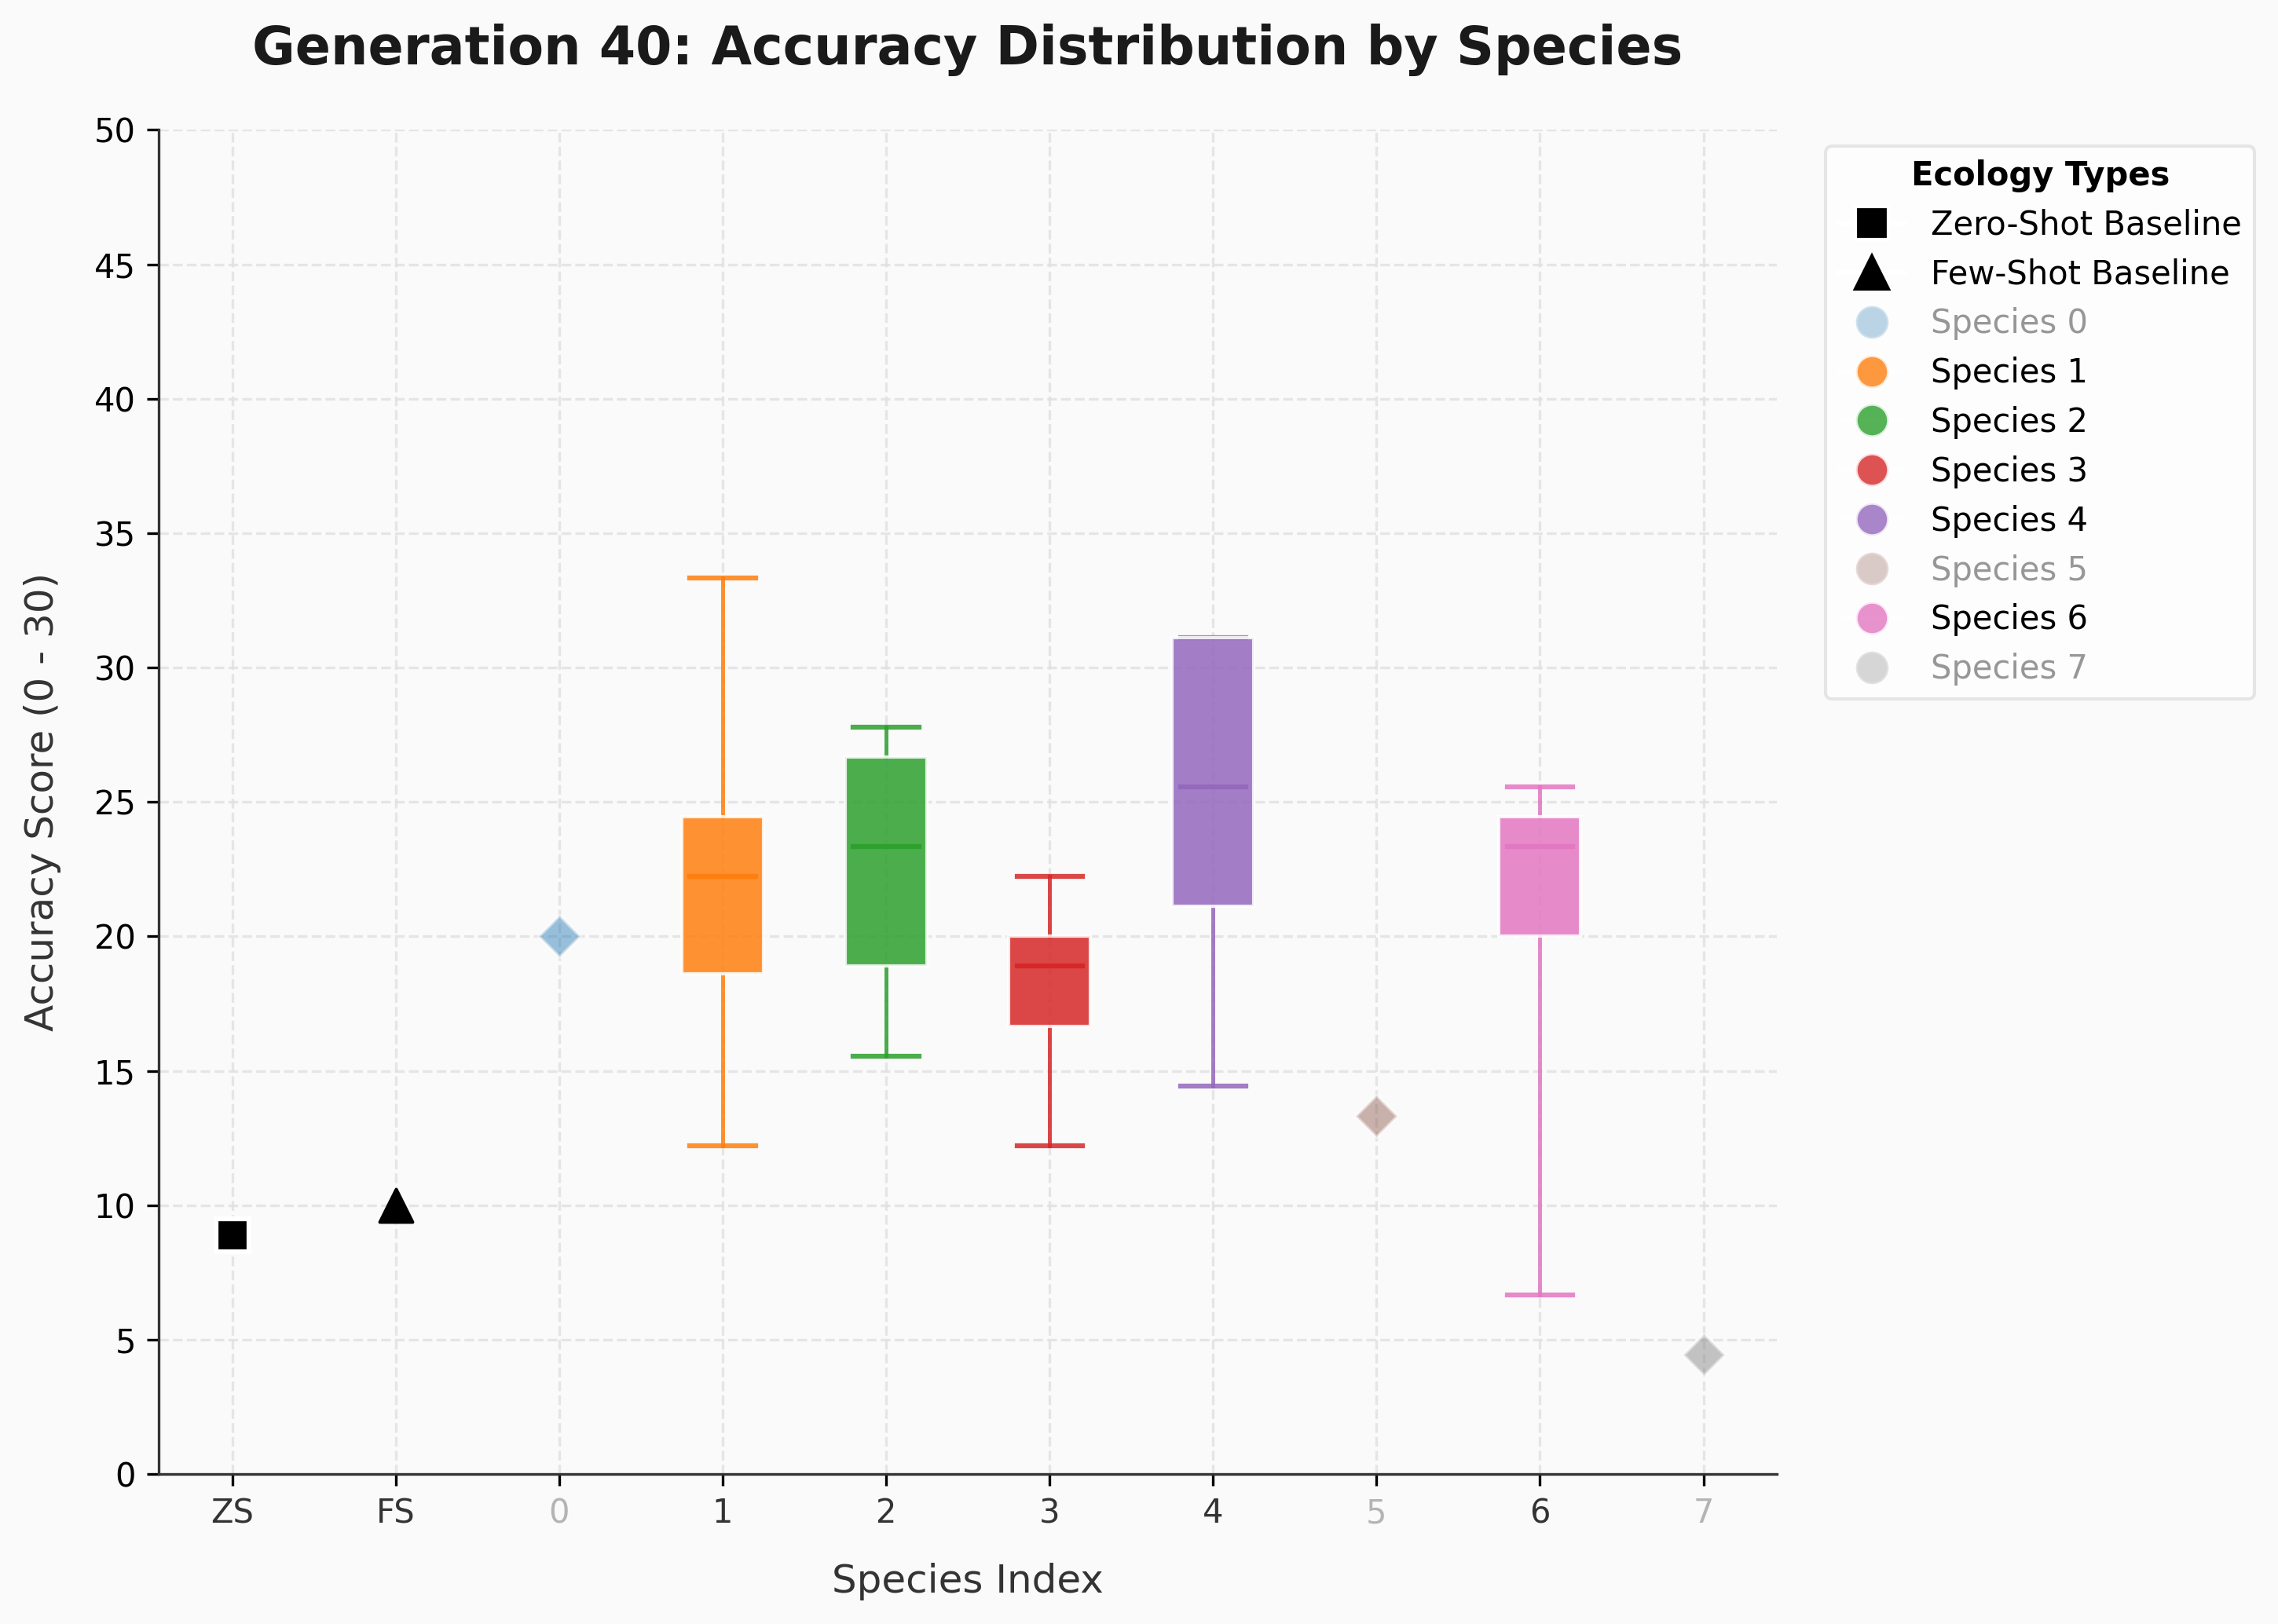 Generation 40: Accuracy Distribution by Species
50
45
40
35
30
25
20
15
10
5
0
Accuracy Score (0 - 30)
ZS FS 0 1 2 3 4 5 6 7
Species Index
Ecology Types
Zero-Shot Baseline
Few-Shot Baseline
Species 0
Species 1
Species 2
Species 3
Species 4
Species 5
Species 6
Species 7